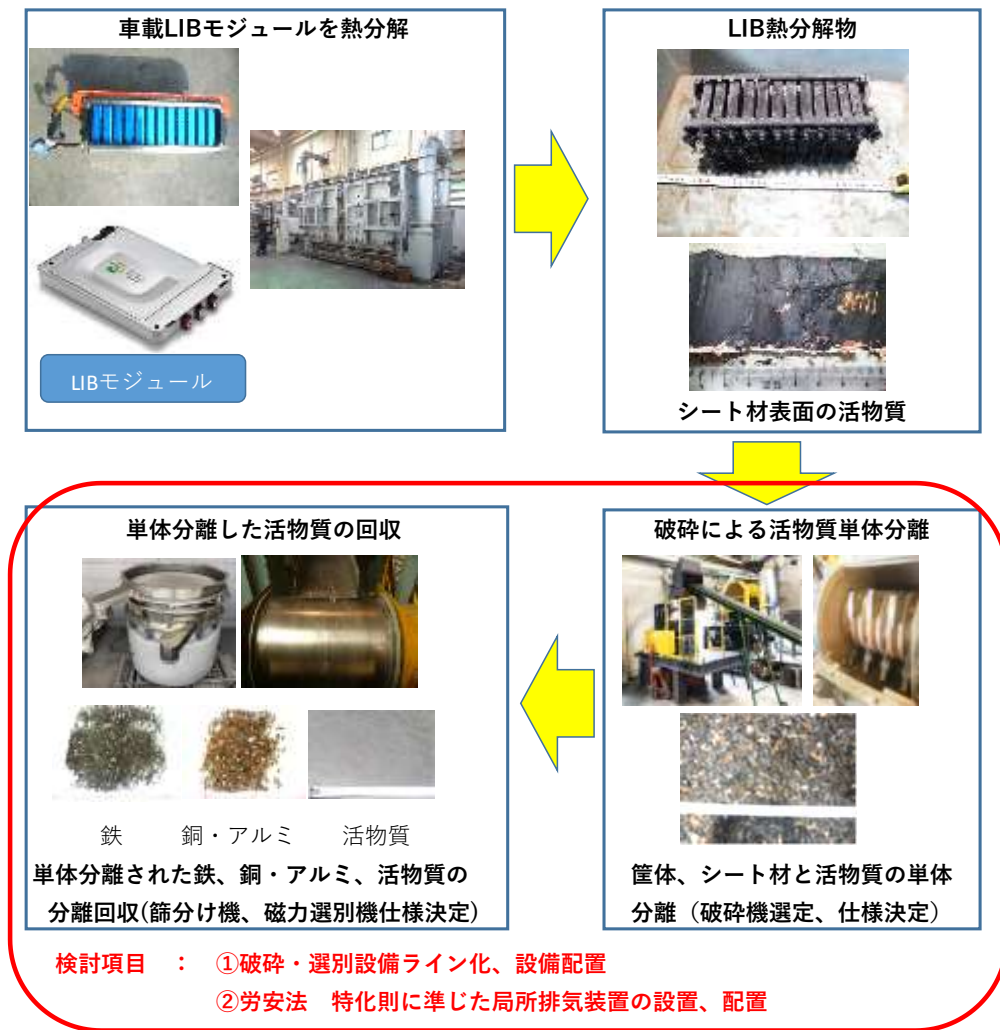 車載LIBモジュールを熱分解
LIBモジュール
LIB熱分解物
シート材表面の活物質
破砕による活物質単体分離
筐体、シート材と活物質の単体
分離（破砕機選定、仕様決定）
単体分離した活物質の回収
鉄 銅・アルミ 活物質
単体分離された鉄、銅・アルミ、活物質の
分離回収(篩分け機、磁力選別機仕様決定)
検討項目 ： ①破砕・選別設備ライン化、設備配置
②労安法 特化則に準じた局所排気装置の設置、配置